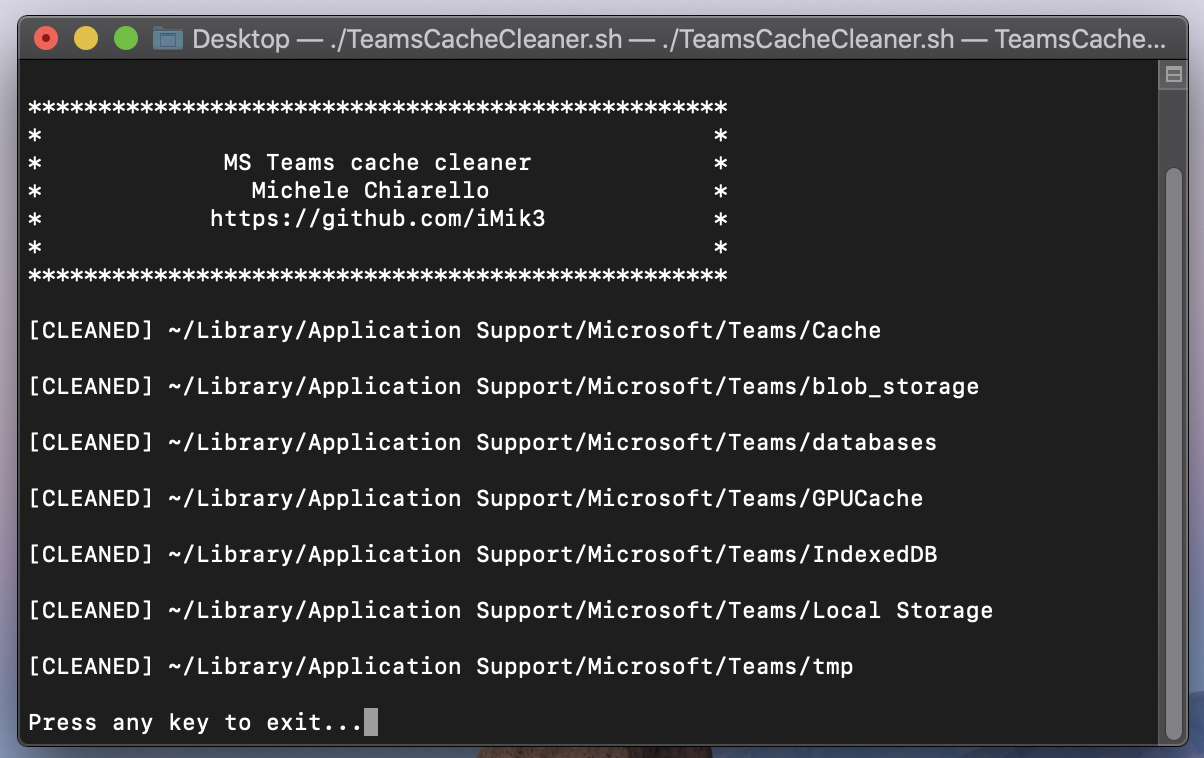 Desktop — ./TeamsCacheCleaner.sh — ./TeamsCacheCleaner.sh — TeamsCache...
**************************************************
* *
* MS Teams cache cleaner *
* Michele Chiarello *
* https://github.com/iMik3 *
* *
**************************************************
[CLEANED] ~/Library/Application Support/Microsoft/Teams/Cache
[CLEANED] ~/Library/Application Support/Microsoft/Teams/blob_storage
[CLEANED] ~/Library/Application Support/Microsoft/Teams/databases
[CLEANED] ~/Library/Application Support/Microsoft/Teams/GPUCache
[CLEANED] ~/Library/Application Support/Microsoft/Teams/IndexedDB
[CLEANED] ~/Library/Application Support/Microsoft/Teams/Local Storage
[CLEANED] ~/Library/Application Support/Microsoft/Teams/tmp
Press any key to exit...